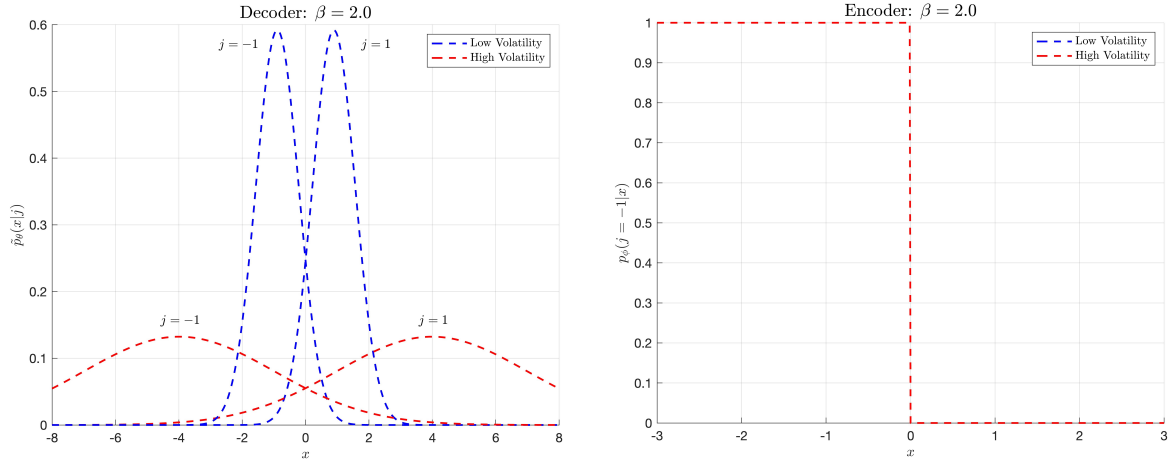 Decoder: β = 2.0
0.6
0.5
0.4
0.3
0.2
0.1
0
p̃_θ(x|j)
j = −1
j = 1
Low Volatility
High Volatility
j = −1
j = 1
-8
-6
-4
-2
0
2
4
6
8
x
Encoder: β = 2.0
1
0.9
0.8
0.7
0.6
0.5
0.4
0.3
0.2
0.1
0
p_ϕ(j = −1|x)
Low Volatility
High Volatility
-3
-2
-1
0
1
2
3
x